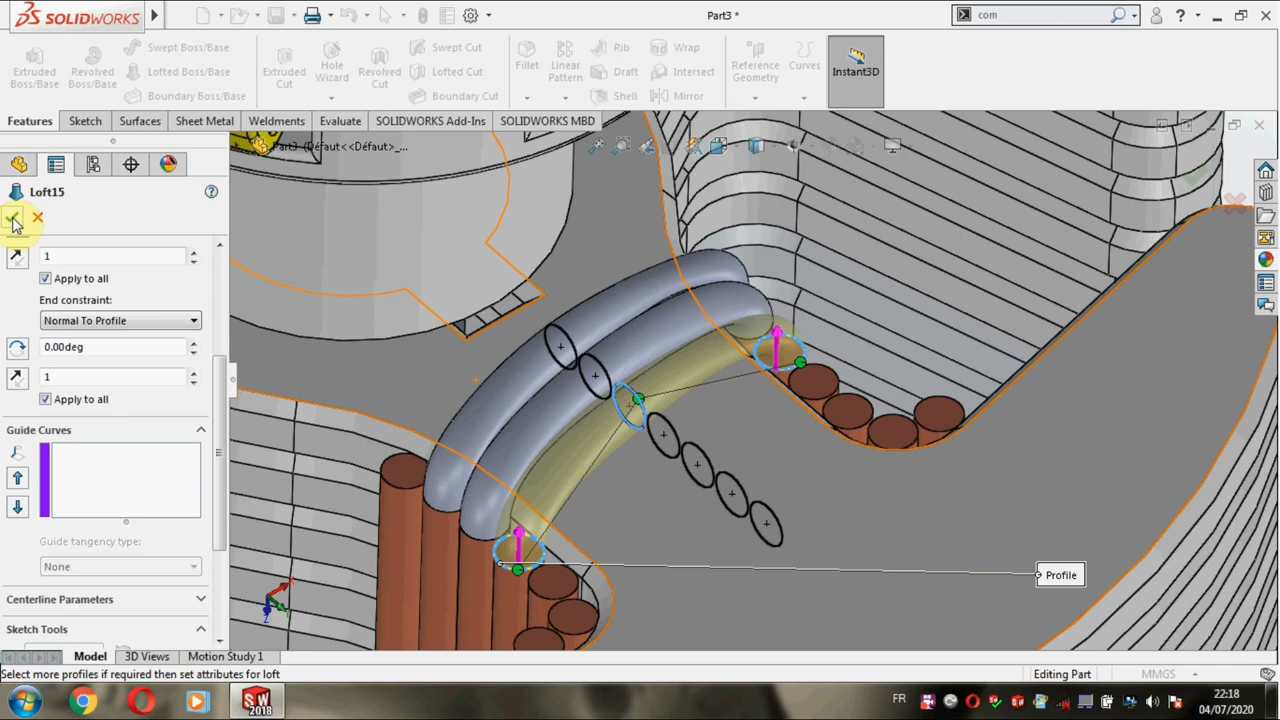 SOLIDWORKS
Part3 *
com
Extruded Boss/Base
Revolved Boss/Base
Swept Boss/Base
Lofted Boss/Base
Boundary Boss/Base
Extruded Cut
Hole Wizard
Revolved Cut
Swept Cut
Lofted Cut
Boundary Cut
Fillet
Linear Pattern
Rib
Draft
Shell
Wrap
Intersect
Mirror
Reference Geometry
Curves
Instant3D
Features
Sketch
Surfaces
Sheet Metal
Weldments
Evaluate
SOLIDWORKS Add-Ins
SOLIDWORKS MBD
Part3 (Défaut<<Défaut>_...
Loft15
1
Apply to all
End constraint:
Normal To Profile
0.00deg
1
Apply to all
Guide Curves
Guide tangency type:
None
Centerline Parameters
Sketch Tools
Profile
Model
3D Views
Motion Study 1
Select more profiles if required then set attributes for loft
Editing Part
MMGS
SW
2018
FR
22:18
04/07/2020